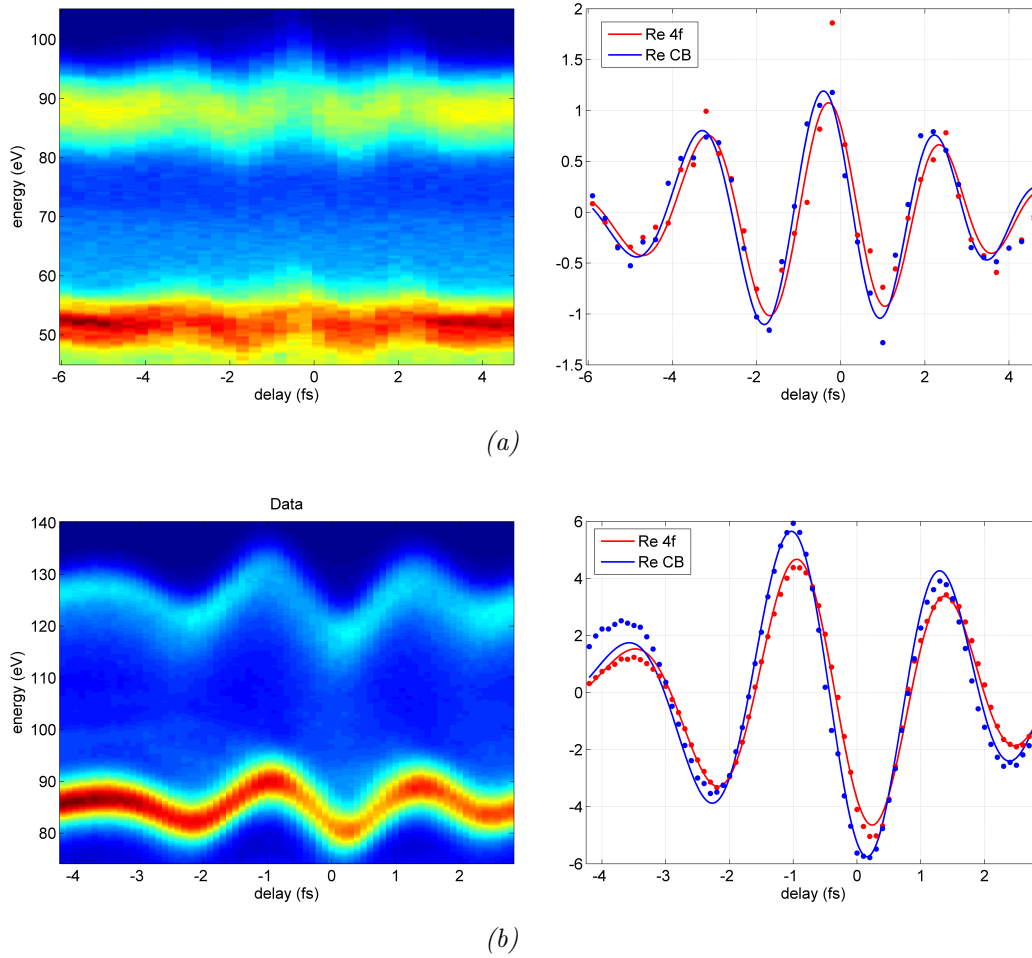 100
90
80
70
60
50
energy (eV)
-6 -4 -2 0 2 4
delay (fs)
2
1.5
1
0.5
0
-0.5
-1
-1.5
Re 4f
Re CB
-6 -4 -2 0 2 4
delay (fs)
(a)
Data
140
130
120
110
100
90
80
energy (eV)
-4 -3 -2 -1 0 1 2
delay (fs)
6
4
2
0
-2
-4
-6
Re 4f
Re CB
-4 -3 -2 -1 0 1 2
delay (fs)
(b)